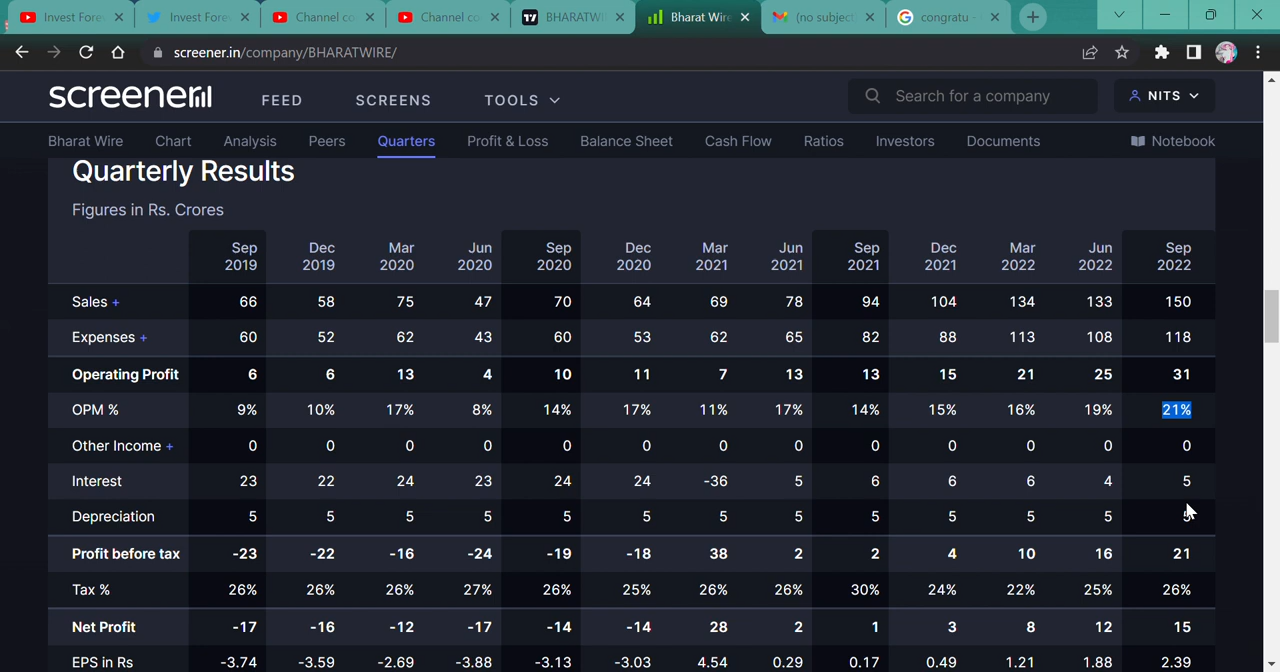 Invest Fore
Invest Fore
Channel co
Channel co
BHARATWI
Bharat Wire
(no subject
congratu -
screener.in/company/BHARATWIRE/
screener
FEED
SCREENS
TOOLS
Search for a company
NITS
Bharat Wire Chart Analysis Peers Quarters Profit & Loss Balance Sheet Cash Flow Ratios Investors Documents Notebook
Quarterly Results
Figures in Rs. Crores
Sep Dec Mar Jun Sep Dec Mar Jun Sep Dec Mar Jun Sep
2019 2019 2020 2020 2020 2020 2021 2021 2021 2021 2022 2022 2022
Sales + 66 58 75 47 70 64 69 78 94 104 134 133 150
Expenses + 60 52 62 43 60 53 62 65 82 88 113 108 118
Operating Profit 6 6 13 4 10 11 7 13 13 15 21 25 31
OPM % 9% 10% 17% 8% 14% 17% 11% 17% 14% 15% 16% 19% 21%
Other Income + 0 0 0 0 0 0 0 0 0 0 0 0 0
Interest 23 22 24 23 24 24 -36 5 6 6 6 4 5
Depreciation 5 5 5 5 5 5 5 5 5 5 5 5 5
Profit before tax -23 -22 -16 -24 -19 -18 38 2 2 4 10 16 21
Tax % 26% 26% 26% 27% 26% 25% 26% 26% 30% 24% 22% 25% 26%
Net Profit -17 -16 -12 -17 -14 -14 28 2 1 3 8 12 15
EPS in Rs -3.74 -3.59 -2.69 -3.88 -3.13 -3.03 4.54 0.29 0.17 0.49 1.21 1.88 2.39